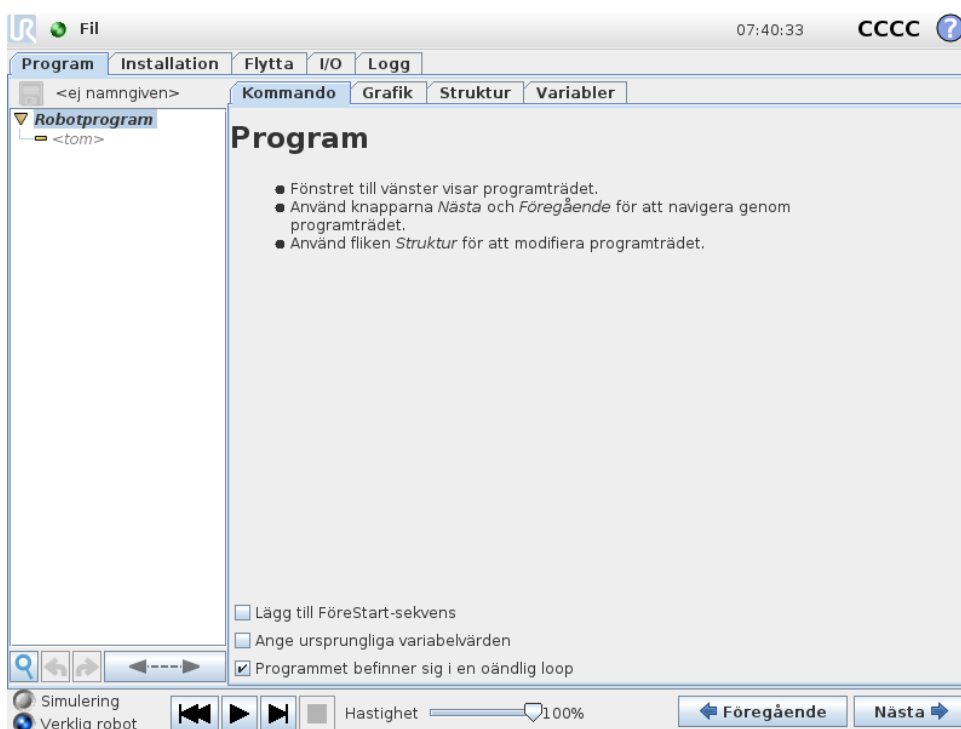 UR Fil 07:40:33 CCCC ?
Program Installation Flytta I/O Logg
<ej namngiven> Kommando Grafik Struktur Variabler
Robotprogram
<tom>
Program
Fönstret till vänster visar programträdet.
Använd knapparna Nästa och Föregående för att navigera genom
programträdet.
Använd fliken Struktur för att modifiera programträdet.
Lägg till FöreStart-sekvens
Ange ursprungliga variabelvärden
Programmet befinner sig i en oändlig loop
Simulering
Verklig robot
Hastighet 100%
Föregående Nästa